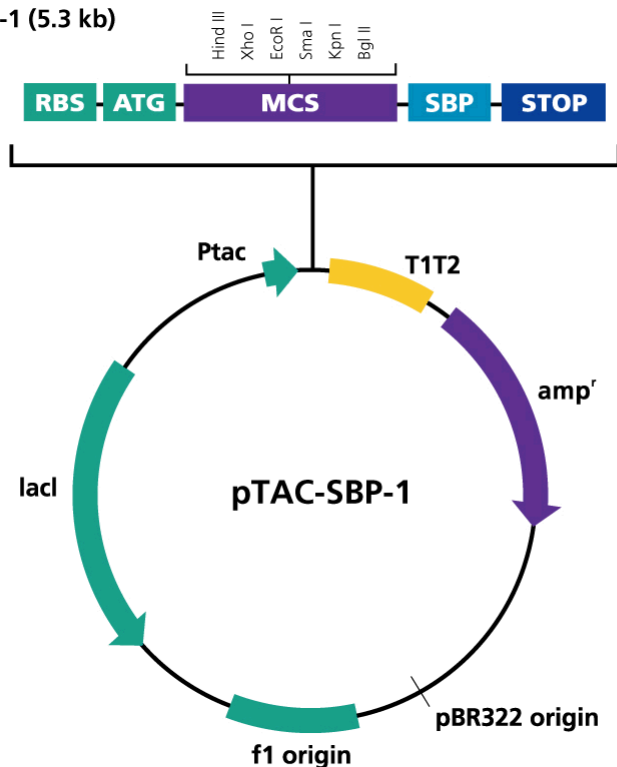 -1 (5.3 kb)
Hind III
Xho I
EcoR I
Sma I
Kpn I
Bgl II
RBS
ATG
MCS
SBP
STOP
Ptac
T1T2
ampʳ
lacI
pTAC-SBP-1
pBR322 origin
f1 origin